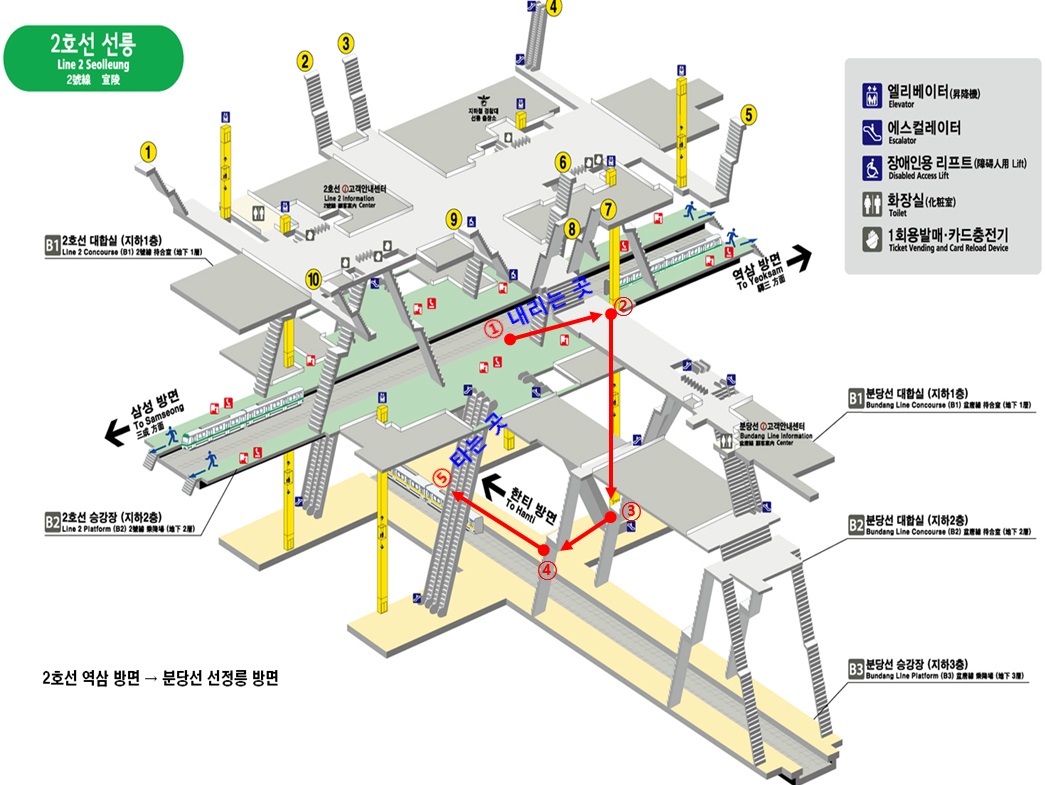 2호선 선릉
Line 2 Seolleung
2號線 宣陵
1
2
3
4
5
6
7
8
9
10
엘리베이터(昇降機)
Elevator
에스컬레이터
Escalator
장애인용 리프트(障碍人用 Lift)
Disabled Access Lift
화장실(化粧室)
Toilet
1회용발매·카드충전기
Ticket Vending and Card Reload Device
지하철 경찰대
선릉 출장소
2호선 고객안내센터
Line 2 Information
Center
B1 2호선 대합실 (지하1층)
Line 2 Concourse (B1) 2號線 待合室 (地下 1層)
역삼 방면
To Yeoksam
驛三 方面
내리는 곳
①
②
삼성 방면
To Samseong
三成 方面
B1 분당선 대합실 (지하1층)
Bundang Line Concourse (B1) 盆唐線 待合室 (地下 1層)
분당선 고객안내센터
Bundang Line Information
Center
타는 곳
⑤
한티 방면
To Hanti
③
④
B2 2호선 승강장 (지하2층)
Line 2 Platform (B2) 2號線 乘降場 (地下 2層)
B2 분당선 대합실 (지하2층)
Bundang Line Concourse (B2) 盆唐線 待合室 (地下 2層)
2호선 역삼 방면 → 분당선 선정릉 방면
B3 분당선 승강장 (지하3층)
Bundang Line Platform (B3) 盆唐線 乘降場 (地下 3層)